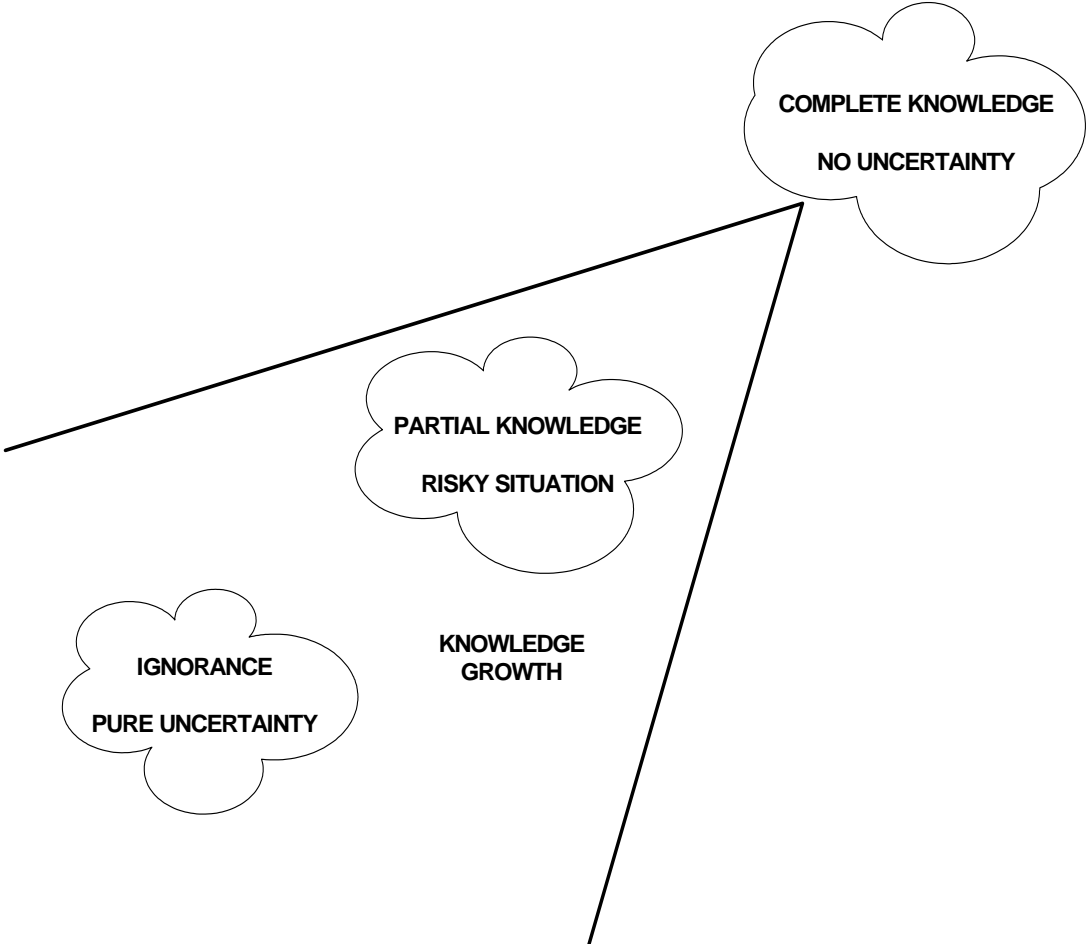 COMPLETE KNOWLEDGE
NO UNCERTAINTY
PARTIAL KNOWLEDGE
RISKY SITUATION
KNOWLEDGE
GROWTH
IGNORANCE
PURE UNCERTAINTY